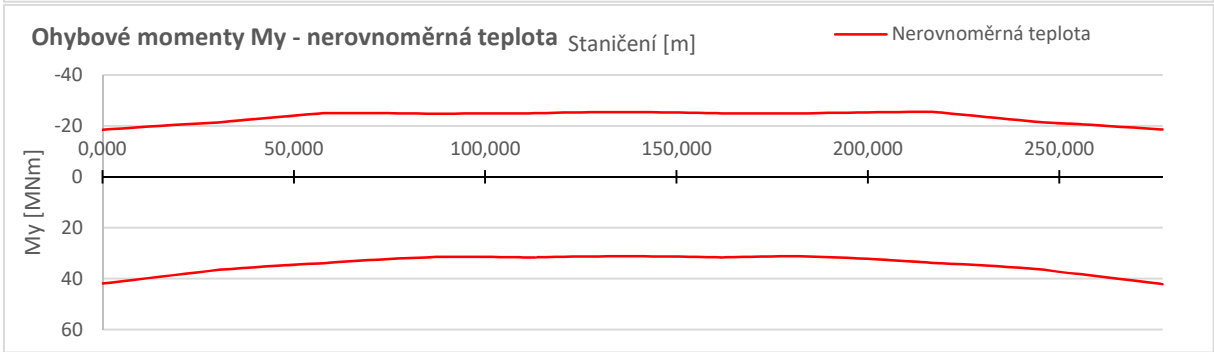 Ohybové momenty My - nerovnoměrná teplota
Staničení [m]
Nerovnoměrná teplota
-40
-20
0,000 50,000 100,000 150,000 200,000 250,000
0
20
40
60
My [MNm]